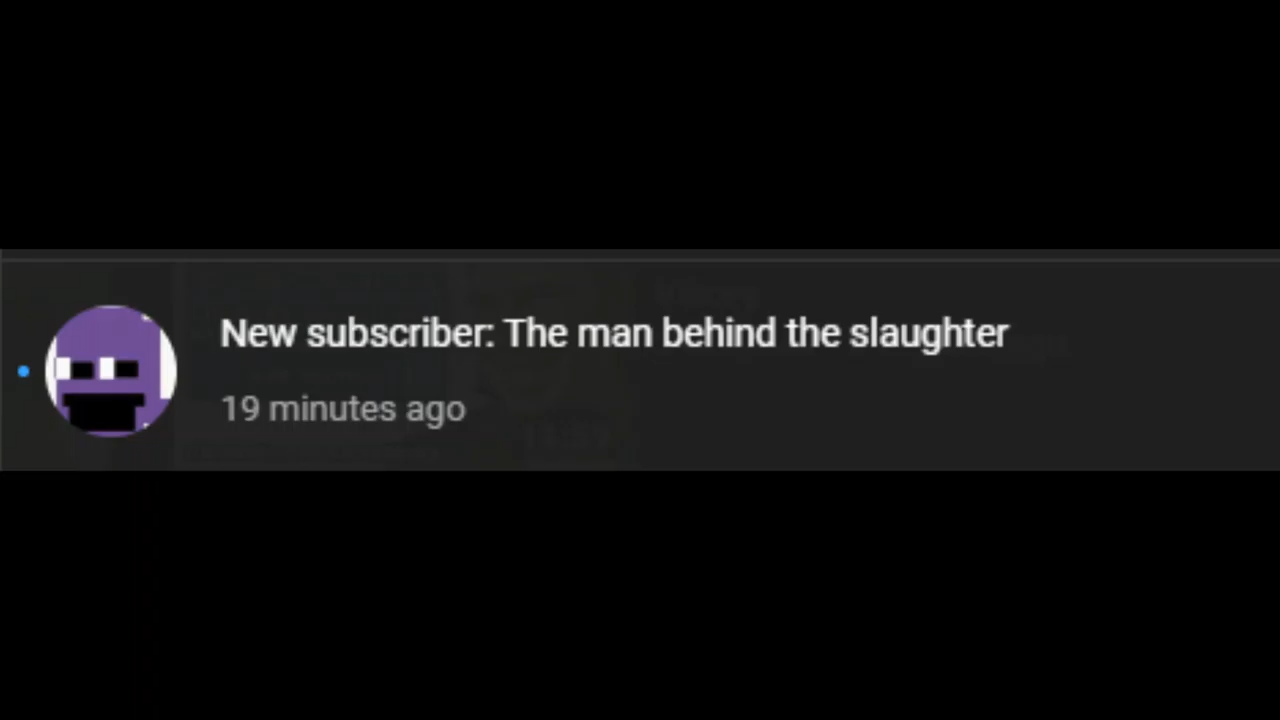 New subscriber: The man behind the slaughter
19 minutes ago